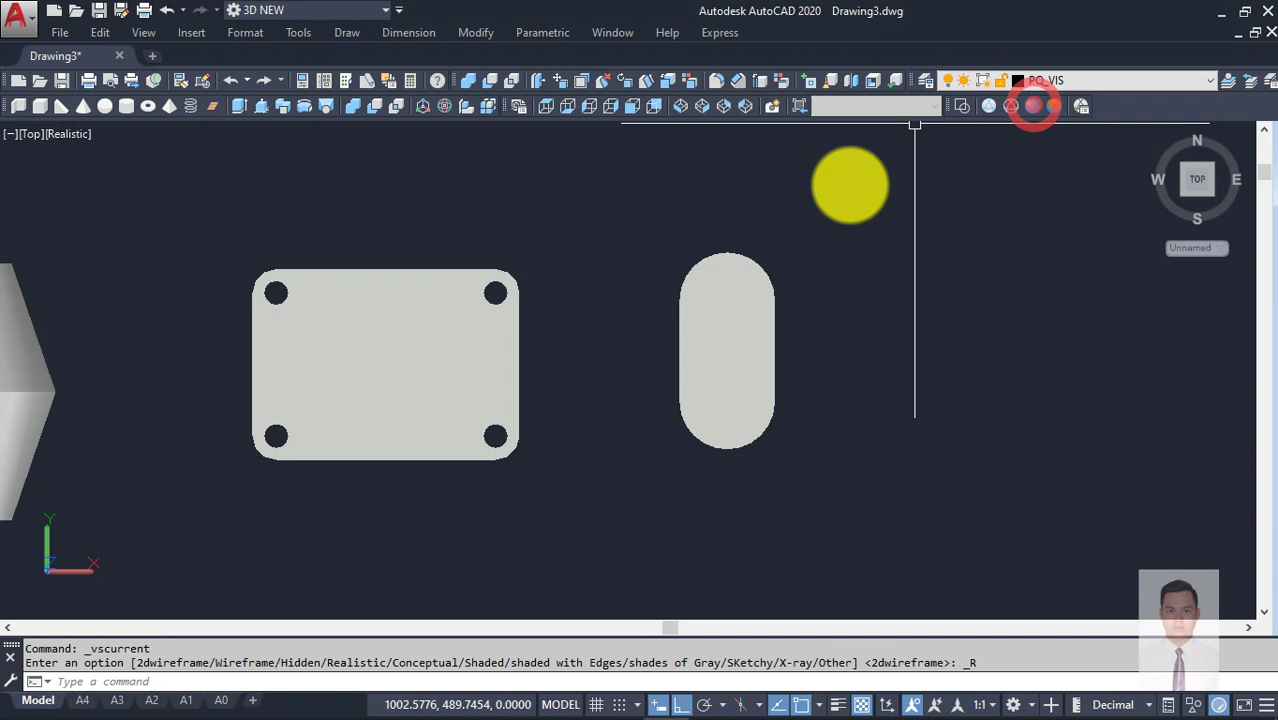 3D NEW
Autodesk AutoCAD 2020 Drawing3.dwg
File Edit View Insert Format Tools Draw Dimension Modify Parametric Window Help Express
Drawing3*
PO_VIS
[−][Top][Realistic]
N
W TOP E
S
Unnamed
Y
X
Command: _vscurrent
Enter an option [2dwireframe/Wireframe/Hidden/Realistic/Conceptual/Shaded/shaded with Edges/shades of Gray/SKetchy/X-ray/Other] <2dwireframe>: _R
Type a command
Model A4 A3 A2 A1 A0
1002.5776, 489.7454, 0.0000 MODEL 1:1 Decimal